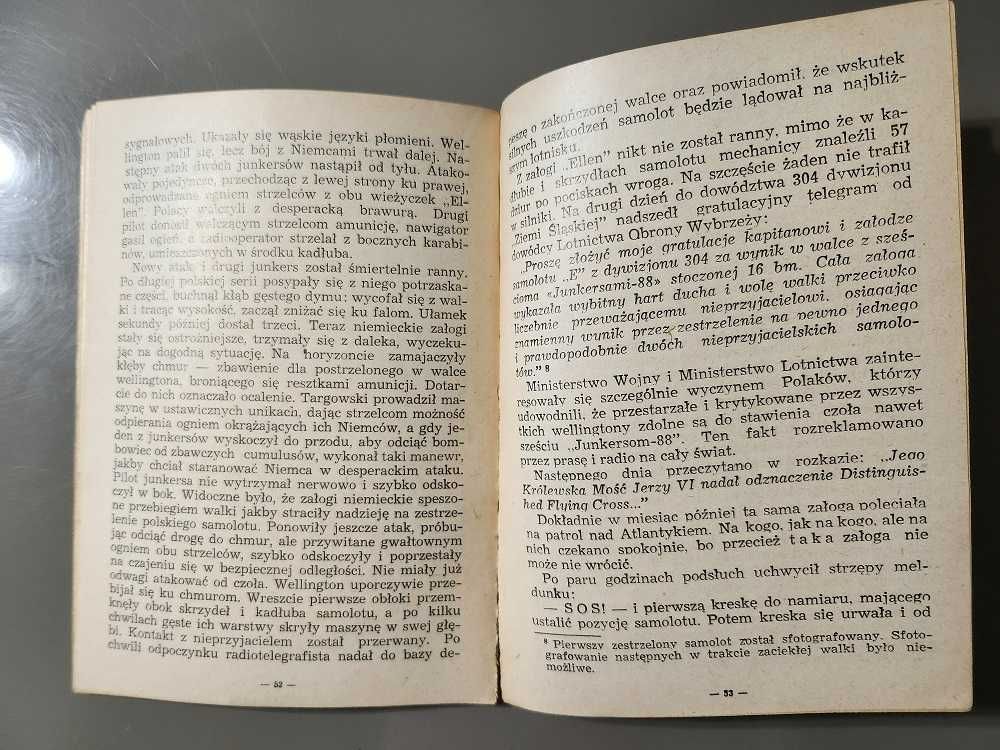 sygnałowych. Ukazały się wąskie języki płomieni. Wel-
lington palił się, lecz bój z Niemcami trwał dalej. Na-
stępny atak dwóch junkersów nastąpił od tyłu. Atako-
wały pojedynczo, przechodząc z lewej strony ku prawej,
odprowadzane ogniem strzelców z obu wieżyczek „El-
len". Polacy walczyli z desperacką brawurą. Drugi
pilot donosił walczącym strzelcom amunicję, nawigator
gasił ogień, a radiooperator strzelał z bocznych karabi-
nów, umieszczonych w środku kadłuba.
Nowy atak i drugi junkers został śmiertelnie ranny.
Po długiej polskiej serii posypały się z niego potrzaska-
ne części, buchnął kłąb gęstego dymu; wycofał się z wal-
ki i tracąc wysokość, zaczął zniżać się ku falom. Ułamek
sekundy później dostał trzeci. Teraz niemieckie załogi
stały się ostrożniejsze, trzymały się z daleka, wyczeku-
jąc na dogodną sytuację. Na horyzoncie zamajaczyły
kłęby chmur — zbawienie dla postrzelonego w walce
wellingtona, broniącego się resztkami amunicji. Dotar-
cie do nich oznaczało ocalenie. Targowski prowadził ma-
szynę w ustawicznych unikach, dając strzelcom możność
odpierania ogniem okrążających ich Niemców, a gdy je-
den z junkersów wyskoczył do przodu, aby odciąć bom-
bowiec od zbawczych cumulusów, wykonał taki manewr,
jakby chciał staranować Niemca w desperackim ataku.
Pilot junkersa nie wytrzymał nerwowo i szybko odsko-
czył w bok. Widoczne było, że załogi niemieckie speszo-
ne przebiegiem walki jakby straciły nadzieję na zestrze-
lenie polskiego samolotu. Ponowiły jeszcze atak, próbu-
jąc odciąć drogę do chmur, ale przywitane gwałtownym
ogniem obu strzelców, szybko odskoczyły i poprzestały
na czajeniu się w bezpiecznej odległości. Nie miały już
odwagi atakować od czoła. Wellington uporczywie prze-
bijał się ku chmurom. Wreszcie pierwsze obłoki przem-
knęły obok skrzydeł i kadłuba samolotu, a po kilku
chwilach gęste ich warstwy skryły maszynę w swej głę-
bi. Kontakt z nieprzyjacielem został przerwany. Po
chwili odpoczynku radiotelegrafista nadał do bazy de-
— 52 —
peszę o zakończonej walce oraz powiadomił, że wskutek
silnych uszkodzeń samolot będzie lądował na najbliż-
szym lotnisku.
Z załogi „Ellen" nikt nie został ranny, mimo że w ka-
dłubie i skrzydłach samolotu mechanicy znaleźli 57
dziur po pociskach wroga. Na szczęście żaden nie trafił
w silniki. Na drugi dzień do dowództwa 304 dywizjonu
„Ziemi Śląskiej" nadszedł gratulacyjny telegram od
dowódcy Lotnictwa Obrony Wybrzeży:
„Proszę złożyć moje gratulacje kapitanowi i załodze
samolotu „E" z dywizjonu 304 za wynik w walce z sześ-
cioma «Junkersami-88» stoczonej 16 bm. Cała załoga
wykazała wybitny hart ducha i wolę walki przeciwko
liczebnie przeważającemu nieprzyjacielowi, osiągając
znamienny wynik przez zestrzelenie na pewno jednego
i prawdopodobnie dwóch nieprzyjacielskich samolo-
tów." ⁸
Ministerstwo Wojny i Ministerstwo Lotnictwa zainte-
resowały się szczególnie wyczynem Polaków, którzy
udowodnili, że przestarzałe i krytykowane przez wszys-
tkich wellingtony zdolne są do stawienia czoła nawet
sześciu „Junkersom-88". Ten fakt rozreklamowano
przez prasę i radio na cały świat.
Następnego dnia przeczytano w rozkazie: „Jego
Królewska Mość Jerzy VI nadał odznaczenie Distinguis-
hed Flying Cross..."
Dokładnie w miesiąc później ta sama załoga poleciała
na patrol nad Atlantykiem. Na kogo, jak na kogo, ale na
nich czekano spokojnie, bo przecież taka załoga nie
może nie wrócić.
Po paru godzinach podsłuch uchwycił strzępy mel-
dunku:
— SOS! — i pierwszą kreskę do namiaru, mającego
ustalić pozycję samolotu. Potem kreska się urwała i od
⁸ Pierwszy zestrzelony samolot został sfotografowany. Sfoto-
grafowanie następnych w trakcie zaciekłej walki było nie-
możliwe.
— 53 —